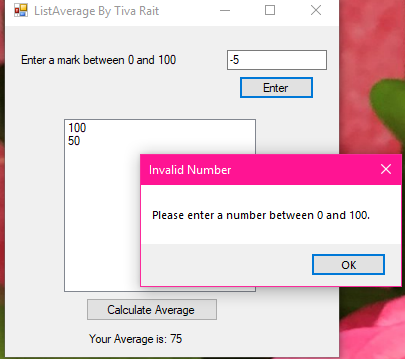 ListAverage By Tiva Rait
Enter a mark between 0 and 100
-5
Enter
100
50
Invalid Number
Please enter a number between 0 and 100.
OK
Calculate Average
Your Average is: 75